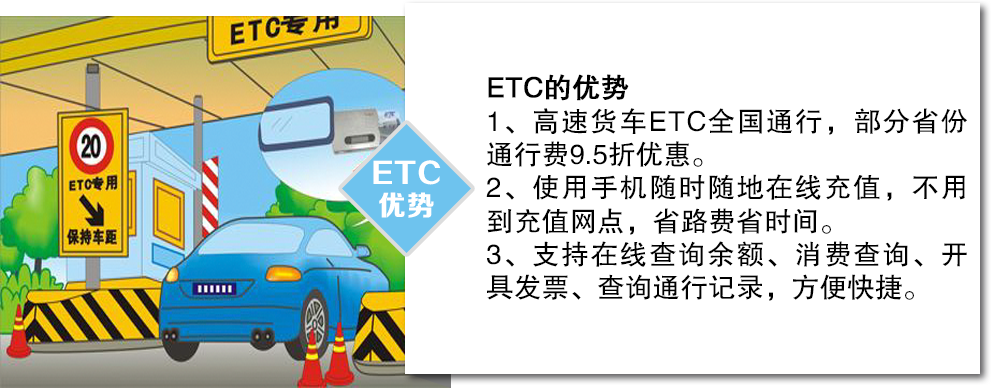 ETC专用
20
ETC专用
保持车距
ETC
优势
ETC的优势
1、高速货车ETC全国通行，部分省份
通行费9.5折优惠。
2、使用手机随时随地在线充值，不用
到充值网点，省路费省时间。
3、支持在线查询余额、消费查询、开
具发票、查询通行记录，方便快捷。